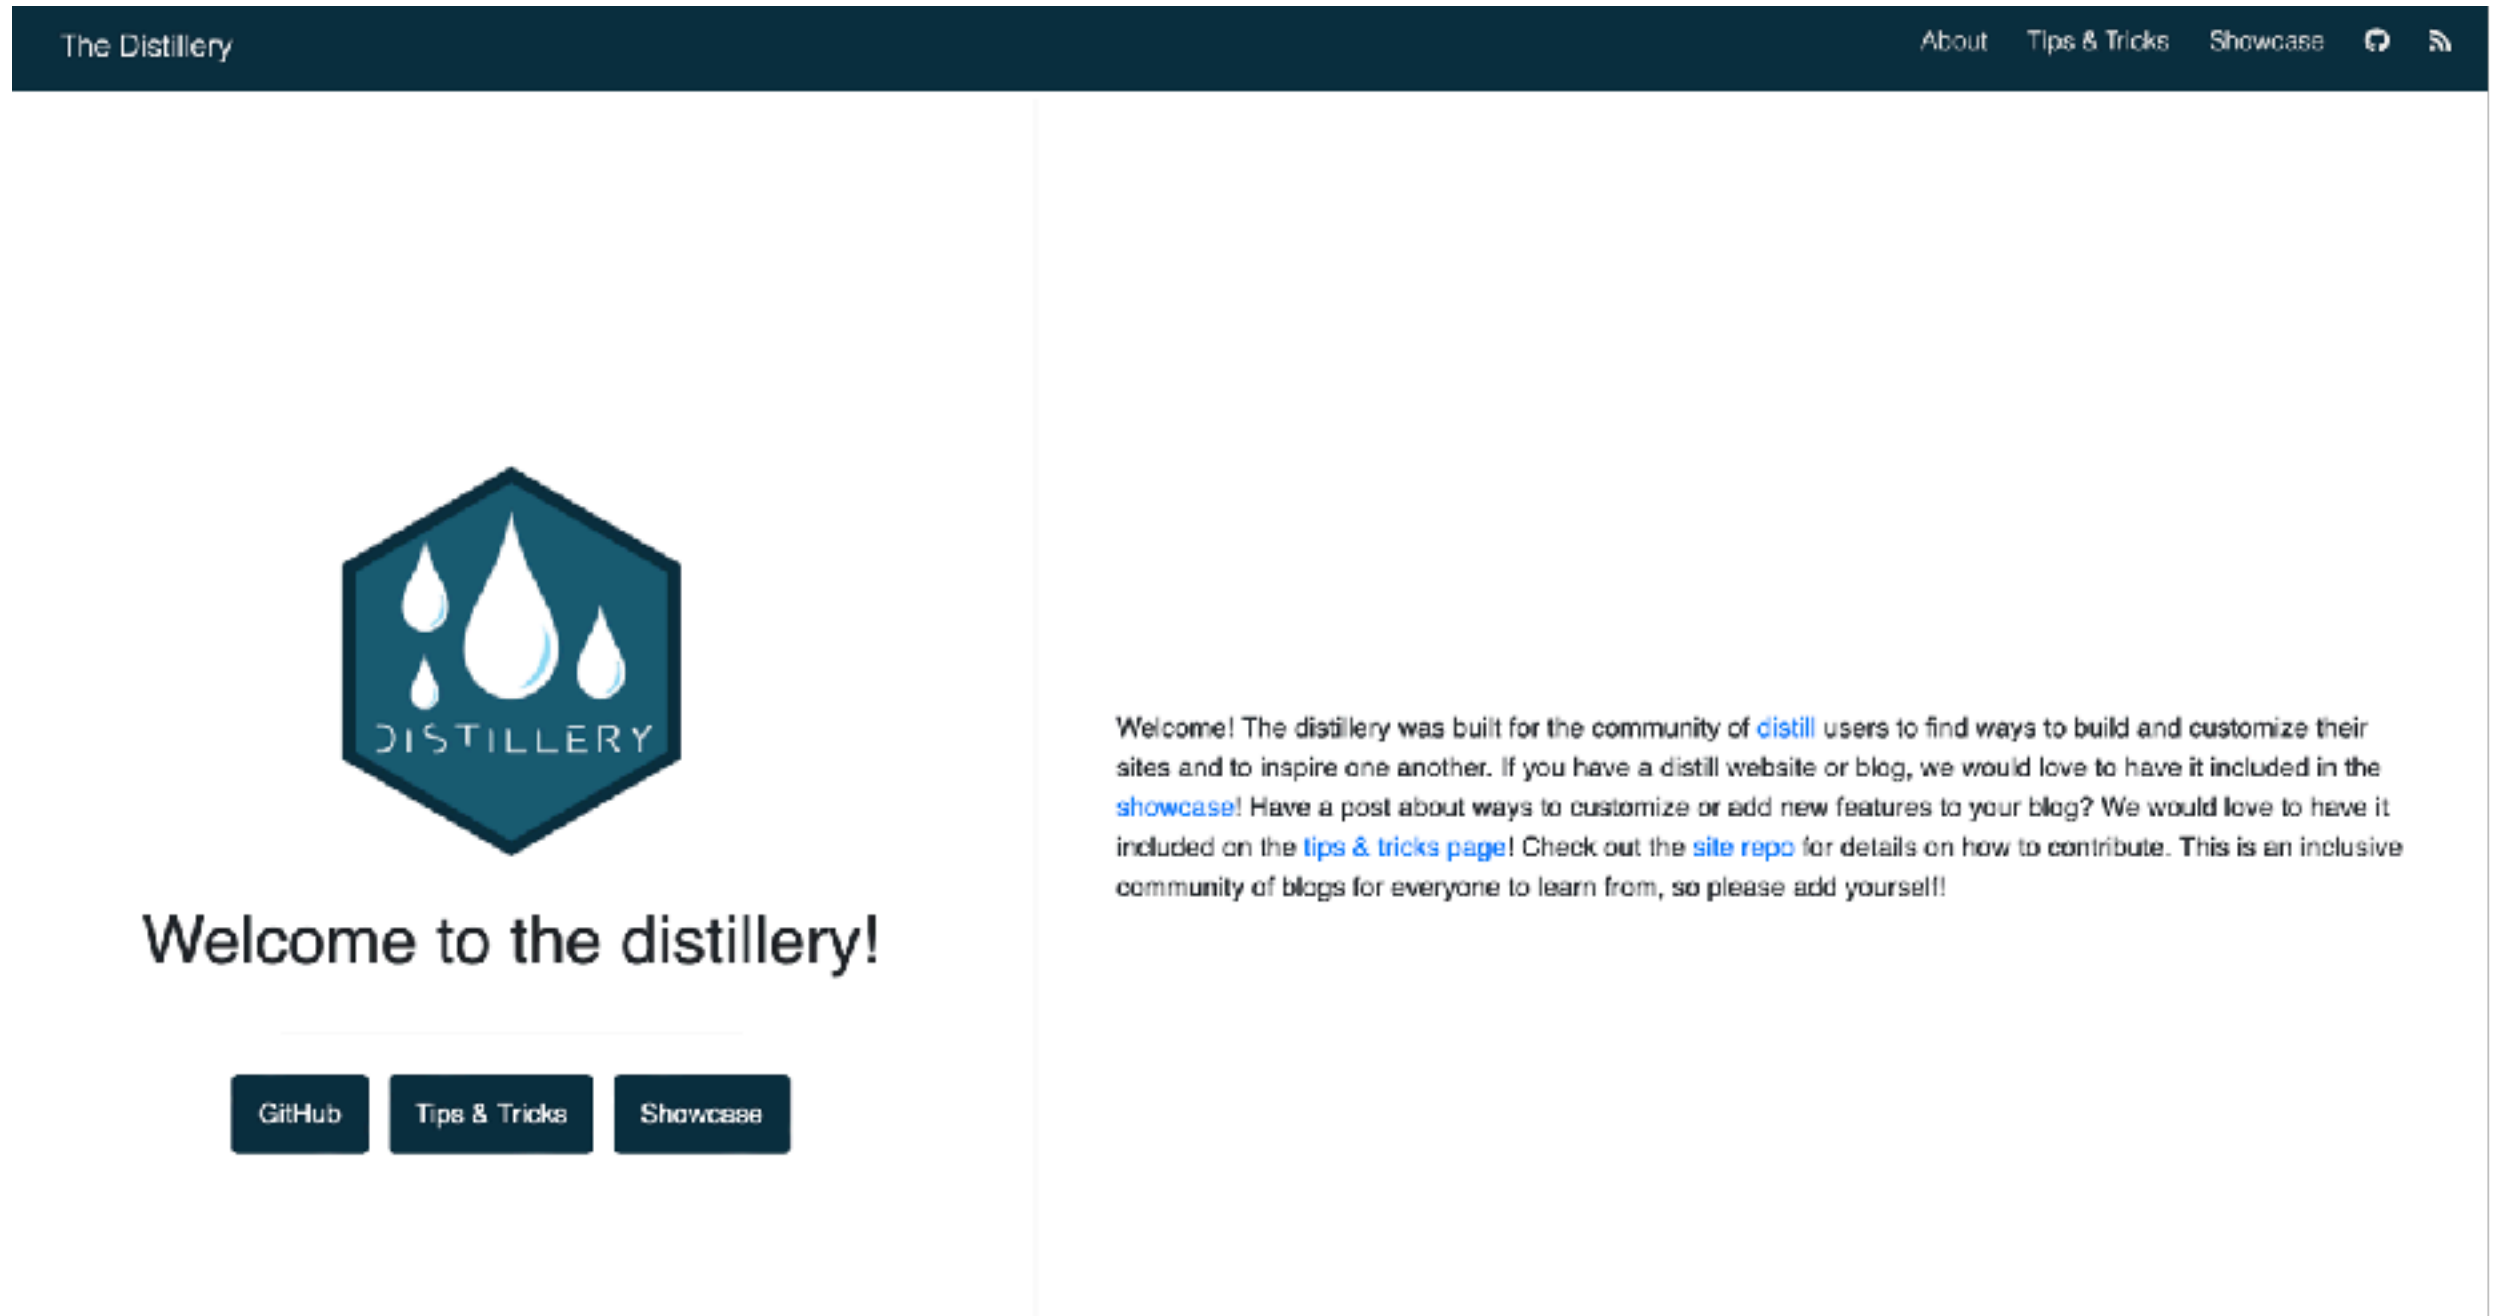 The Distillery
About Tips & Tricks Showcase
DISTILLERY
Welcome to the distillery!
GitHub Tips & Tricks Showcase
Welcome! The distillery was built for the community of distill users to find ways to build and customize their
sites and to inspire one another. If you have a distill website or blog, we would love to have it included in the
showcase! Have a post about ways to customize or add new features to your blog? We would love to have it
included on the tips & tricks page! Check out the site repo for details on how to contribute. This is an inclusive
community of blogs for everyone to learn from, so please add yourself!